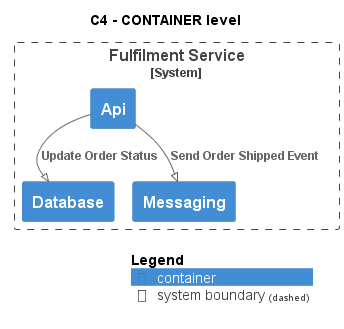 C4 - CONTAINER level
Fulfilment Service
[System]
Api
Update Order Status
Send Order Shipped Event
Database
Messaging
Legend
container
system boundary (dashed)